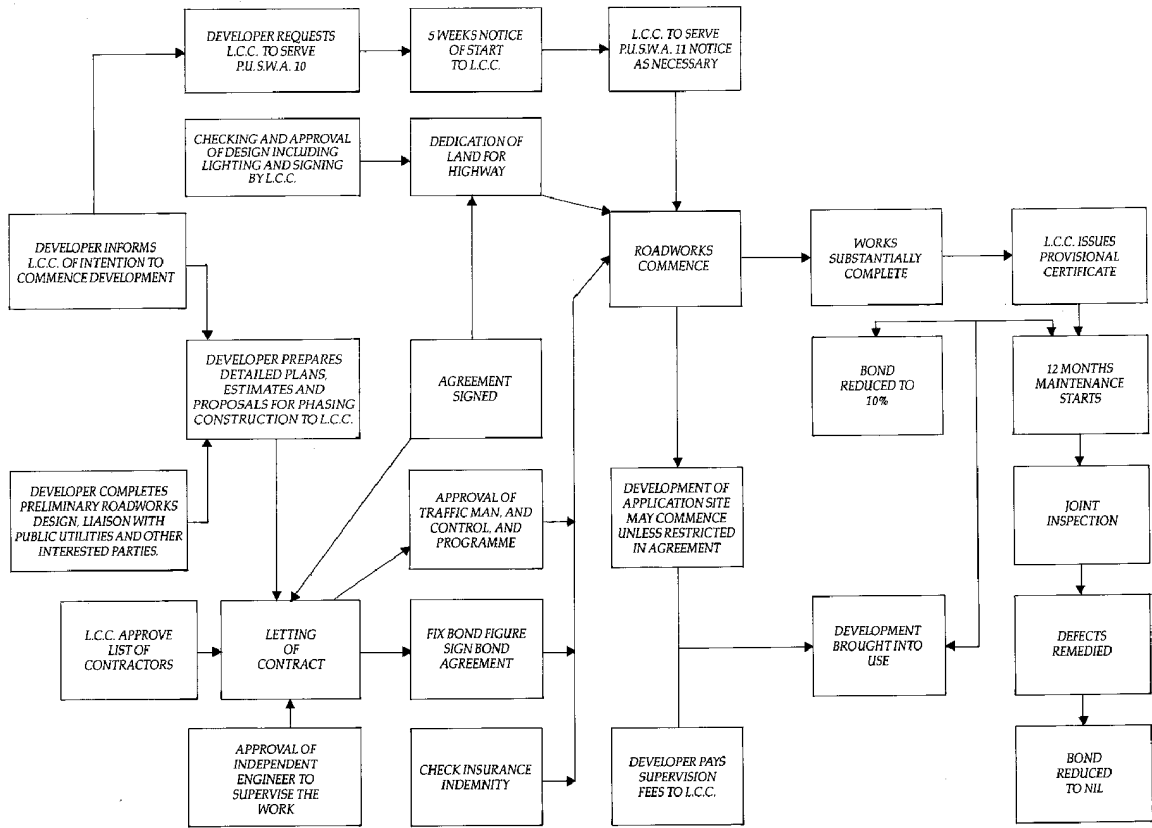 DEVELOPER REQUESTS
L.C.C. TO SERVE
P.U.S.W.A. 10
5 WEEKS NOTICE
OF START
TO L.C.C.
L.C.C. TO SERVE
P.U.S.W.A. 11 NOTICE
AS NECESSARY
CHECKING AND APPROVAL
OF DESIGN INCLUDING
LIGHTING AND SIGNING
BY L.C.C.
DEDICATION OF
LAND FOR
HIGHWAY
DEVELOPER INFORMS
L.C.C. OF INTENTION TO
COMMENCE DEVELOPMENT
ROADWORKS
COMMENCE
WORKS
SUBSTANTIALLY
COMPLETE
L.C.C. ISSUES
PROVISIONAL
CERTIFICATE
DEVELOPER PREPARES
DETAILED PLANS,
ESTIMATES AND
PROPOSALS FOR PHASING
CONSTRUCTION TO L.C.C.
AGREEMENT
SIGNED
BOND
REDUCED TO
10%
12 MONTHS
MAINTENANCE
STARTS
DEVELOPER COMPLETES
PRELIMINARY ROADWORKS
DESIGN, LIAISON WITH
PUBLIC UTILITIES AND OTHER
INTERESTED PARTIES.
APPROVAL OF
TRAFFIC MAN, AND
CONTROL, AND
PROGRAMME
DEVELOPMENT OF
APPLICATION SITE
MAY COMMENCE
UNLESS RESTRICTED
IN AGREEMENT
JOINT
INSPECTION
L.C.C. APPROVE
LIST OF
CONTRACTORS
LETTING
OF
CONTRACT
FIX BOND FIGURE
SIGN BOND
AGREEMENT
DEVELOPMENT
BROUGHT INTO
USE
DEFECTS
REMEDIED
APPROVAL OF
INDEPENDENT
ENGINEER TO
SUPERVISE THE
WORK
CHECK INSURANCE
INDEMNITY
DEVELOPER PAYS
SUPERVISION
FEES TO L.C.C.
BOND
REDUCED
TO NIL